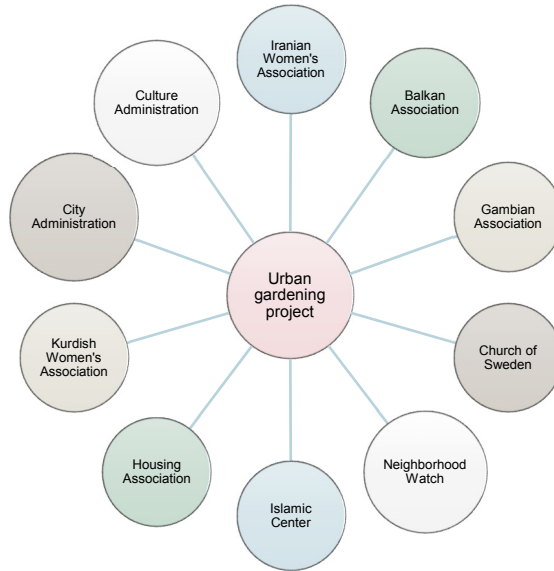 Iranian
Women's
Association
Balkan
Association
Gambian
Association
Church of
Sweden
Neighborhood
Watch
Islamic
Center
Housing
Association
Kurdish
Women's
Association
City
Administration
Culture
Administration
Urban
gardening
project